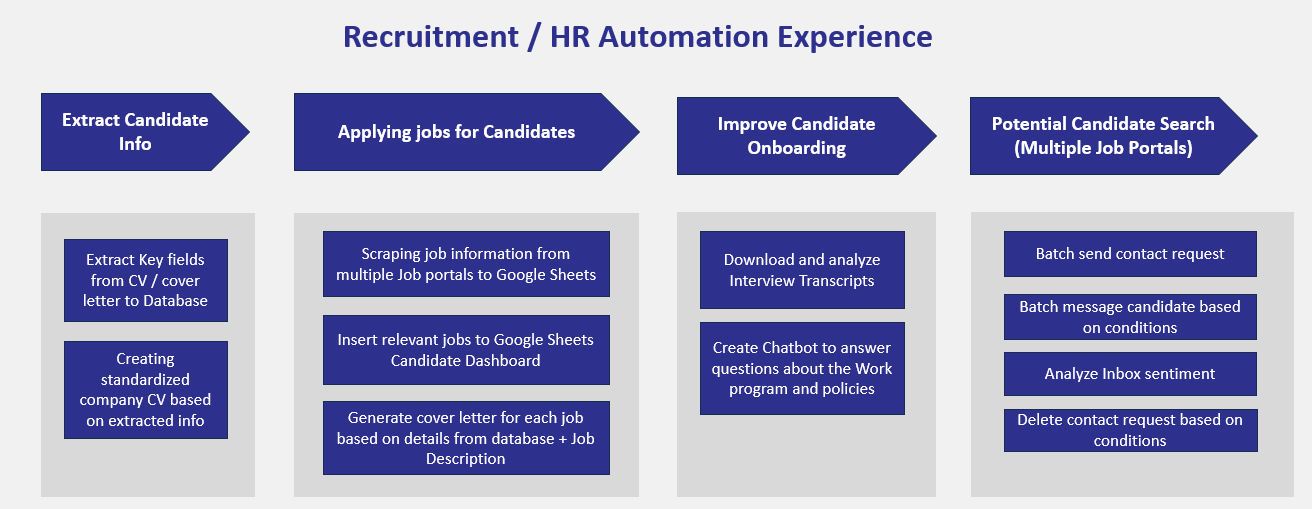 Recruitment / HR Automation Experience
Extract Candidate
Info
Applying jobs for Candidates
Improve Candidate
Onboarding
Potential Candidate Search
(Multiple Job Portals)
Extract Key fields
from CV / cover
letter to Database
Creating
standardized
company CV based
on extracted info
Scraping job information from
multiple Job portals to Google Sheets
Insert relevant jobs to Google Sheets
Candidate Dashboard
Generate cover letter for each job
based on details from database + Job
Description
Download and analyze
Interview Transcripts
Create Chatbot to answer
questions about the Work
program and policies
Batch send contact request
Batch message candidate based
on conditions
Analyze Inbox sentiment
Delete contact request based on
conditions